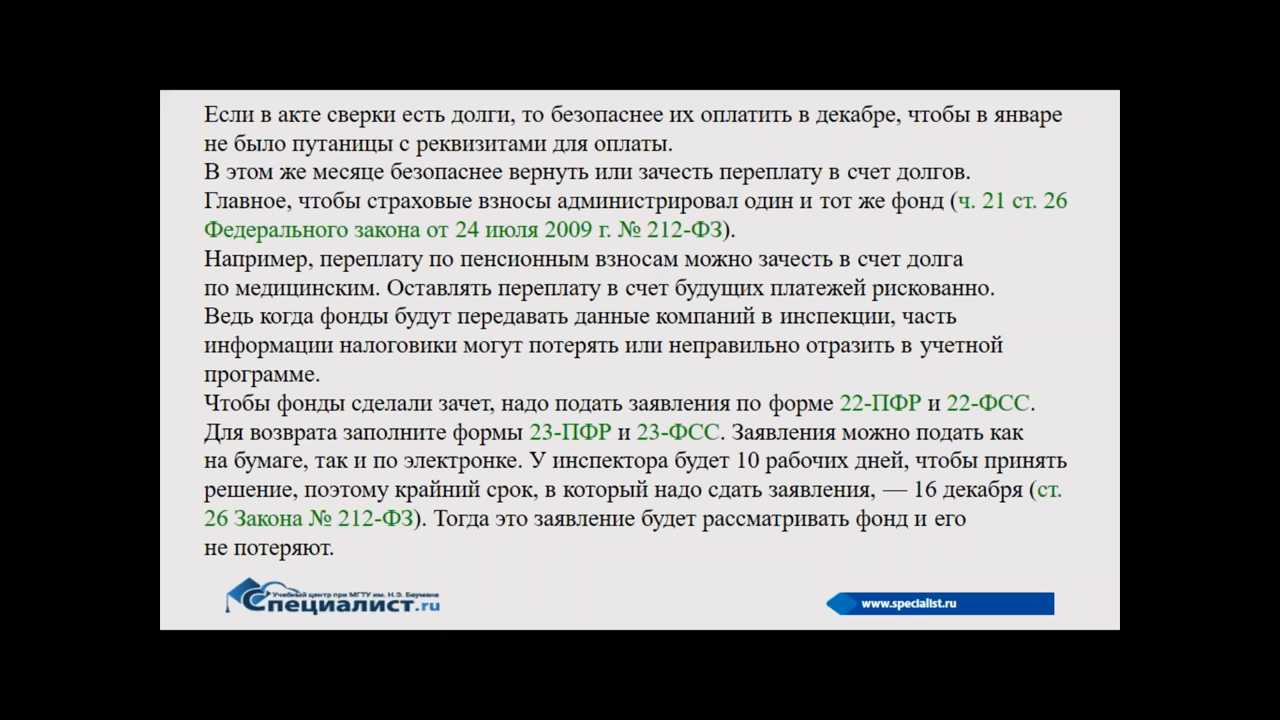 Если в акте сверки есть долги, то безопаснее их оплатить в декабре, чтобы в январе
не было путаницы с реквизитами для оплаты.
В этом же месяце безопаснее вернуть или зачесть переплату в счет долгов.
Главное, чтобы страховые взносы администрировал один и тот же фонд (ч. 21 ст. 26
Федерального закона от 24 июля 2009 г. № 212-ФЗ).
Например, переплату по пенсионным взносам можно зачесть в счет долга
по медицинским. Оставлять переплату в счет будущих платежей рискованно.
Ведь когда фонды будут передавать данные компаний в инспекции, часть
информации налоговики могут потерять или неправильно отразить в учетной
программе.
Чтобы фонды сделали зачет, надо подать заявления по форме 22-ПФР и 22-ФСС.
Для возврата заполните формы 23-ПФР и 23-ФСС. Заявления можно подать как
на бумаге, так и по электронке. У инспектора будет 10 рабочих дней, чтобы принять
решение, поэтому крайний срок, в который надо сдать заявления, — 16 декабря (ст.
26 Закона № 212-ФЗ). Тогда это заявление будет рассматривать фонд и его
не потеряют.
Учебный центр при МГТУ им. Н.Э. Баумана
Специалист.ru
www.specialist.ru